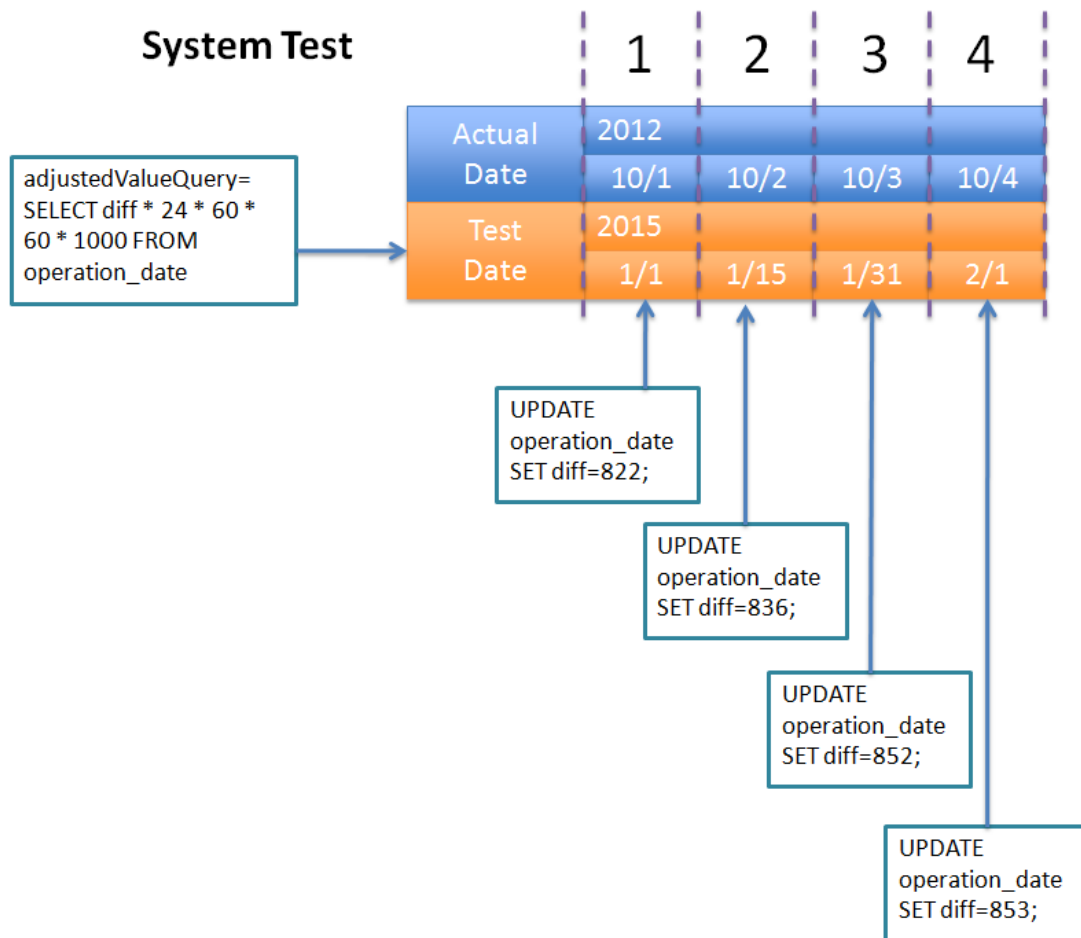 System Test
1 2 3 4
Actual Date
2012
10/1 10/2 10/3 10/4
adjustedValueQuery=
SELECT diff * 24 * 60 *
60 * 1000 FROM
operation_date
Test Date
2015
1/1 1/15 1/31 2/1
UPDATE
operation_date
SET diff=822;
UPDATE
operation_date
SET diff=836;
UPDATE
operation_date
SET diff=852;
UPDATE
operation_date
SET diff=853;